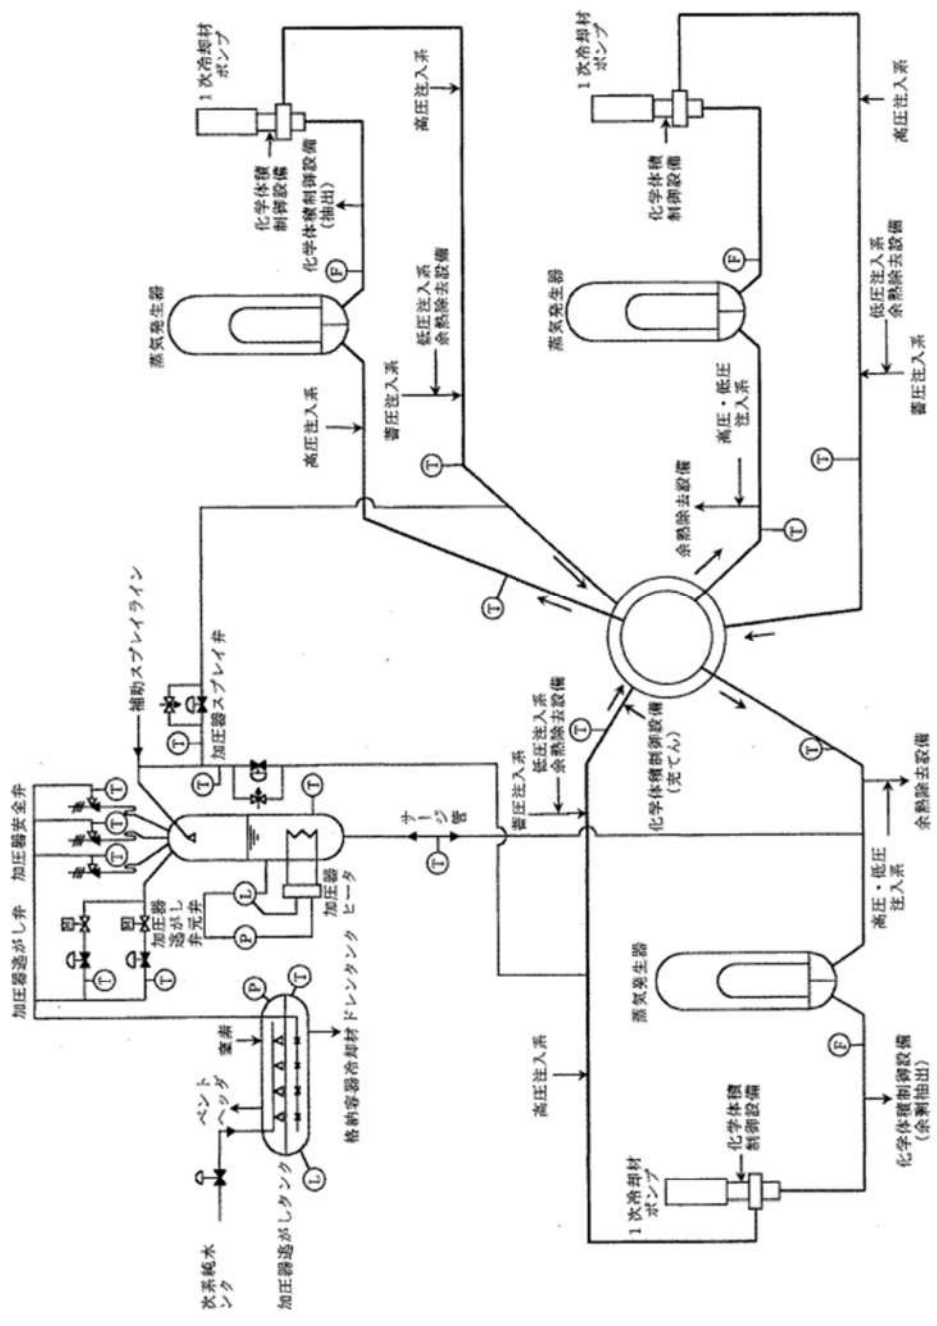 1次冷却材
ポンプ
化学体積
制御設備
化学体積制御設備
(抽出)
高圧注入系
F
蒸気発生器
高圧注入系
蓄圧注入系
低圧注入系
余熱除去設備
T
T
1次冷却材
ポンプ
化学体積
制御設備
高圧注入系
F
蒸気発生器
低圧注入系
余熱除去設備
蓄圧注入系
高圧・低圧
注入系
余熱除去設備
T
T
補助スプレイライン
加圧器スプレイ弁
T
T
T
加圧器安全弁
T
T
T
加圧器逃がし弁
加圧器
逃がし
弁元弁
T
T
L
P
加圧器
ヒータ
サージ
管
T
蓄圧注入系
低圧注入系
余熱除去設備
T
化学体積制御設備
(充てん)
T
余熱除去設備
高圧・低圧
注入系
蒸気発生器
F
化学体積制御設備
(余剰抽出)
化学体積
制御設備
1次冷却材
ポンプ
高圧注入系
P
T
窒素
ベント
ヘッダ
格納容器冷却材ドレンタンク
L
加圧器逃がしタンク
次系純水
ンク